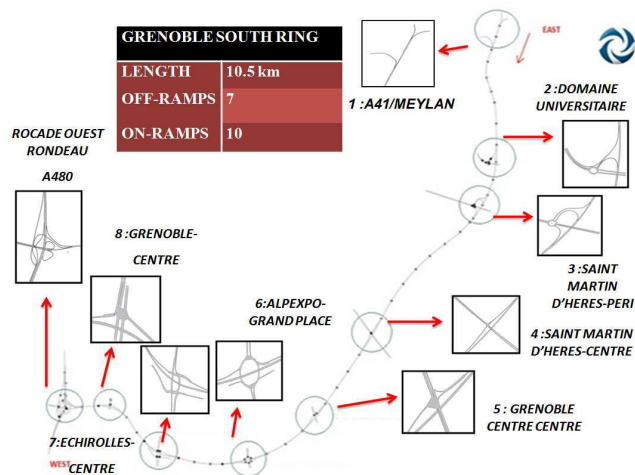 GRENOBLE SOUTH RING
LENGTH 10.5 km
OFF-RAMPS 7
ON-RAMPS 10
EAST
1 :A41/MEYLAN
2 :DOMAINE
UNIVERSITAIRE
ROCADE OUEST
RONDEAU
A480
8 :GRENOBLE-
CENTRE
3 :SAINT
MARTIN
D'HERES-PERI
6 :ALPEXPO-
GRAND PLACE
4 :SAINT MARTIN
D'HERES-CENTRE
5 : GRENOBLE
CENTRE CENTRE
7:ECHIROLLES-
CENTRE
WEST